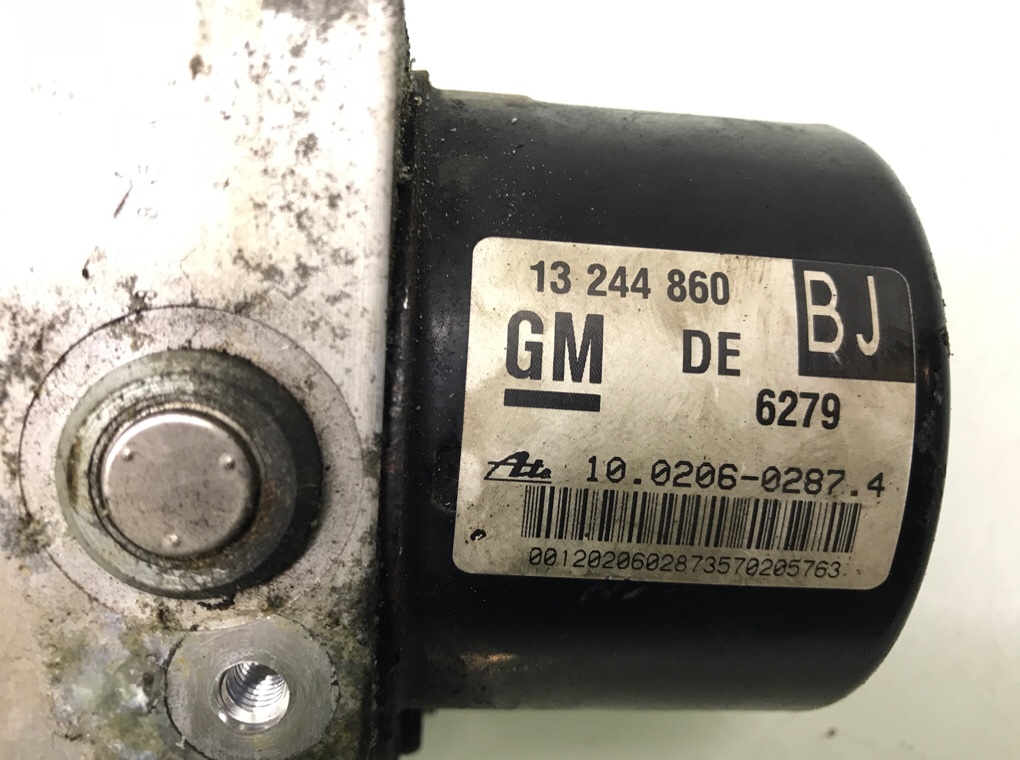 13 244 860
BJ
GM DE
6279
Ate 10.0206-0287.4
0012020602873570205763